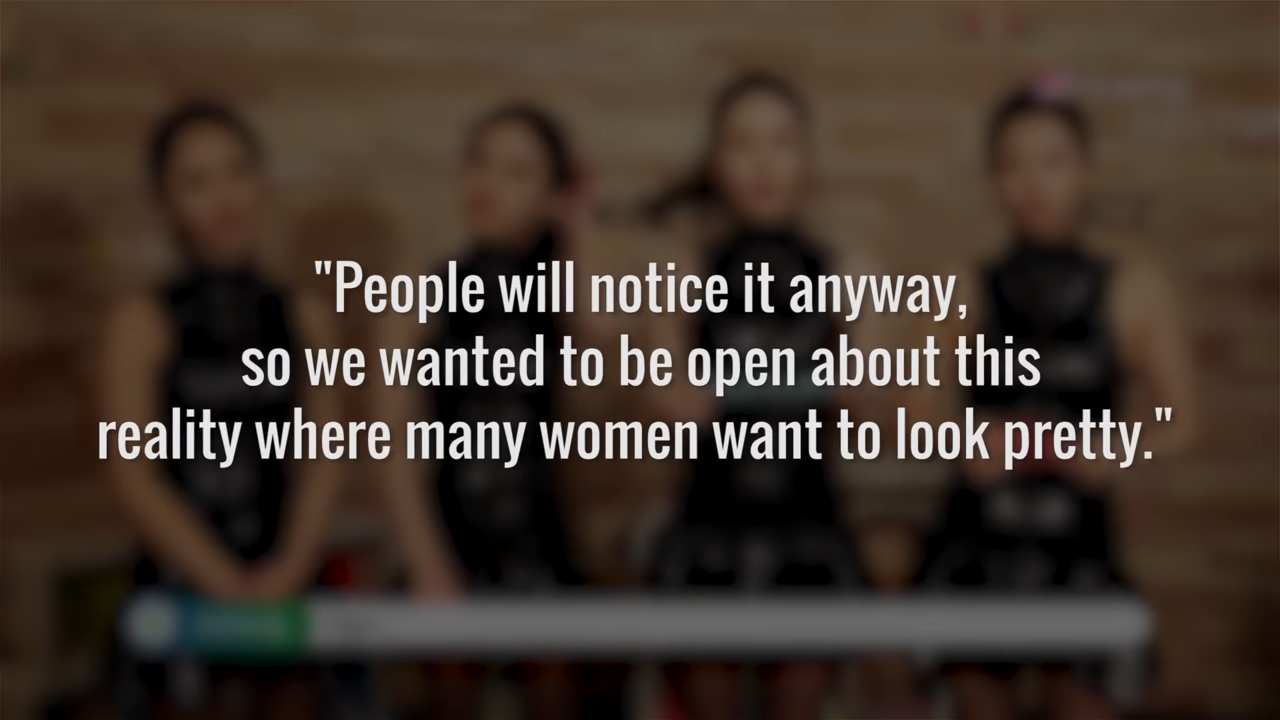 "People will notice it anyway,
so we wanted to be open about this
reality where many women want to look pretty."